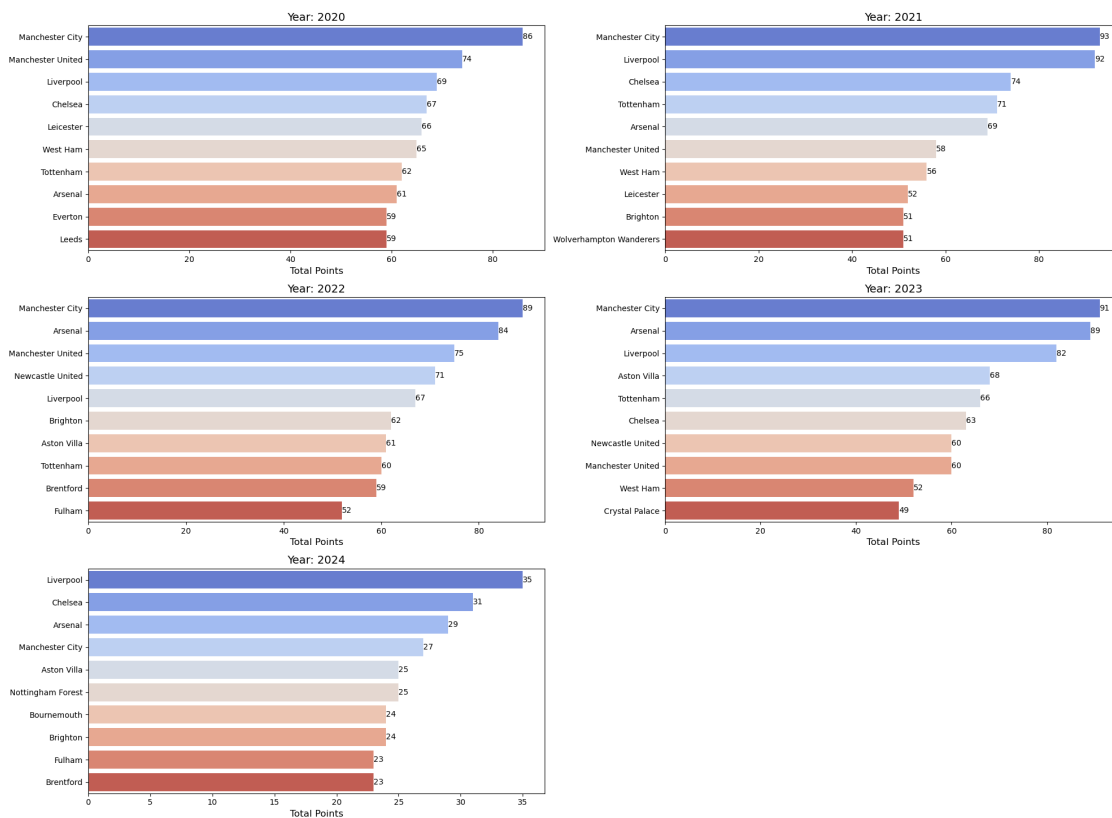 Year: 2020
Manchester City 86
Manchester United 74
Liverpool 69
Chelsea 67
Leicester 66
West Ham 65
Tottenham 62
Arsenal 61
Everton 59
Leeds 59
0 20 40 60 80
Total Points
Year: 2021
Manchester City 93
Liverpool 92
Chelsea 74
Tottenham 71
Arsenal 69
Manchester United 58
West Ham 56
Leicester 52
Brighton 51
Wolverhampton Wanderers 51
0 20 40 60 80
Total Points
Year: 2022
Manchester City 89
Arsenal 84
Manchester United 75
Newcastle United 71
Liverpool 67
Brighton 62
Aston Villa 61
Tottenham 60
Brentford 59
Fulham 52
0 20 40 60 80
Total Points
Year: 2023
Manchester City 91
Arsenal 89
Liverpool 82
Aston Villa 68
Tottenham 66
Chelsea 63
Newcastle United 60
Manchester United 60
West Ham 52
Crystal Palace 49
0 20 40 60 80
Total Points
Year: 2024
Liverpool 35
Chelsea 31
Arsenal 29
Manchester City 27
Aston Villa 25
Nottingham Forest 25
Bournemouth 24
Brighton 24
Fulham 23
Brentford 23
0 5 10 15 20 25 30 35
Total Points